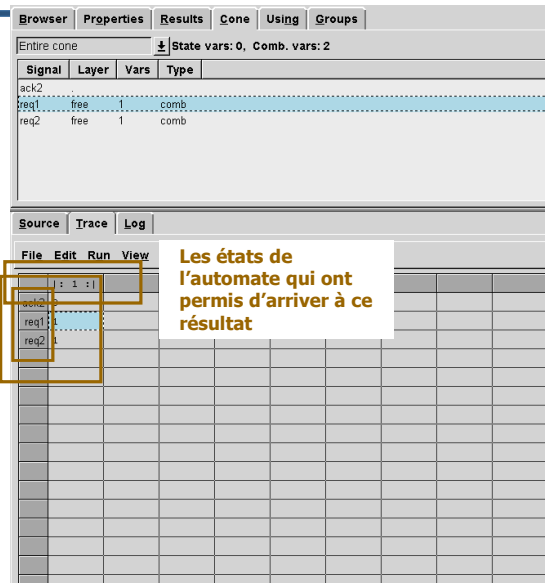 Browser Properties Results Cone Using Groups
Entire cone State vars: 0, Comb. vars: 2
Signal Layer Vars Type
ack2 .
req1 free 1 comb
req2 free 1 comb
Source Trace Log
File Edit Run View
Les états de
l'automate qui ont
permis d'arriver à ce
résultat
|: 1 :|
ack2 0
req1 1
req2 1